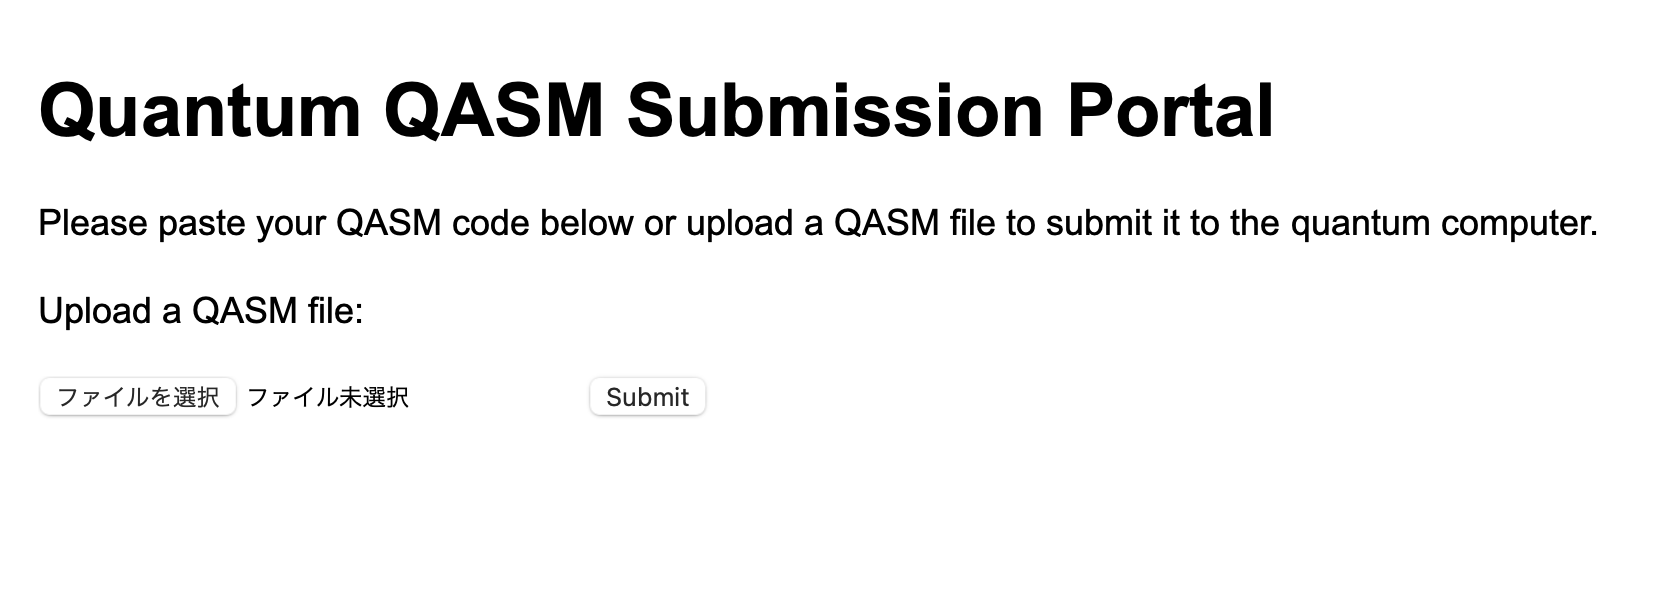 Quantum QASM Submission Portal
Please paste your QASM code below or upload a QASM file to submit it to the quantum computer.
Upload a QASM file:
ファイルを選択 ファイル未選択 Submit